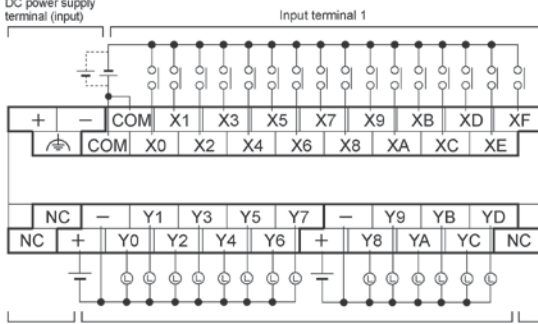 DC power supply
terminal (input)
Input terminal 1
+ − COM X1 X3 X5 X7 X9 XB XD XF
COM X0 X2 X4 X6 X8 XA XC XE
NC − Y1 Y3 Y5 Y7 − Y9 YB YD
NC + Y0 Y2 Y4 Y6 + Y8 YA YC NC
L L L L L L L L L L L L L L